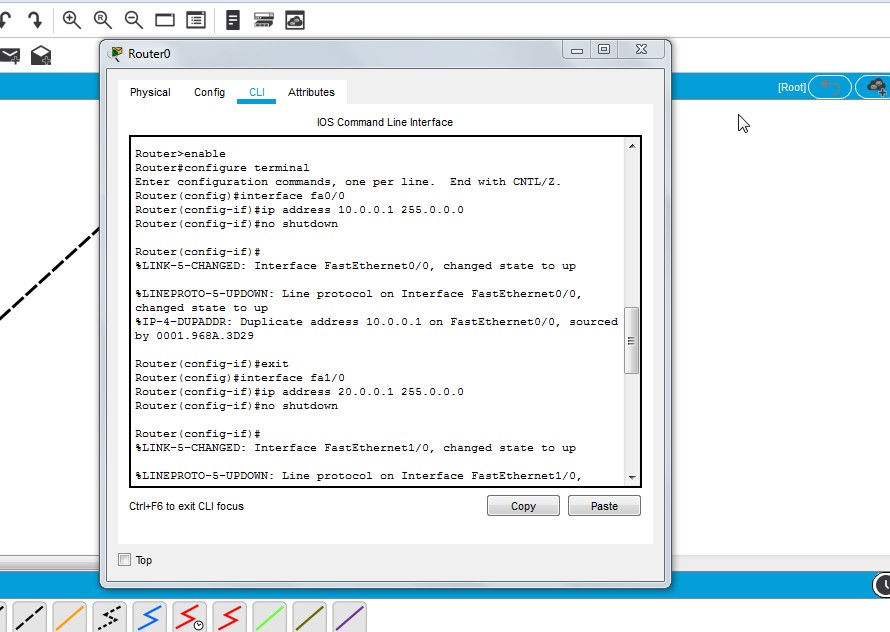 Router0
[Root]
Physical Config CLI Attributes
IOS Command Line Interface
Router>enable
Router#configure terminal
Enter configuration commands, one per line.  End with CNTL/Z.
Router(config)#interface fa0/0
Router(config-if)#ip address 10.0.0.1 255.0.0.0
Router(config-if)#no shutdown
Router(config-if)#
%LINK-5-CHANGED: Interface FastEthernet0/0, changed state to up
%LINEPROTO-5-UPDOWN: Line protocol on Interface FastEthernet0/0,
changed state to up
%IP-4-DUPADDR: Duplicate address 10.0.0.1 on FastEthernet0/0, sourced
by 0001.968A.3D29
Router(config-if)#exit
Router(config)#interface fa1/0
Router(config-if)#ip address 20.0.0.1 255.0.0.0
Router(config-if)#no shutdown
Router(config-if)#
%LINK-5-CHANGED: Interface FastEthernet1/0, changed state to up
%LINEPROTO-5-UPDOWN: Line protocol on Interface FastEthernet1/0,
Ctrl+F6 to exit CLI focus
Copy Paste
Top